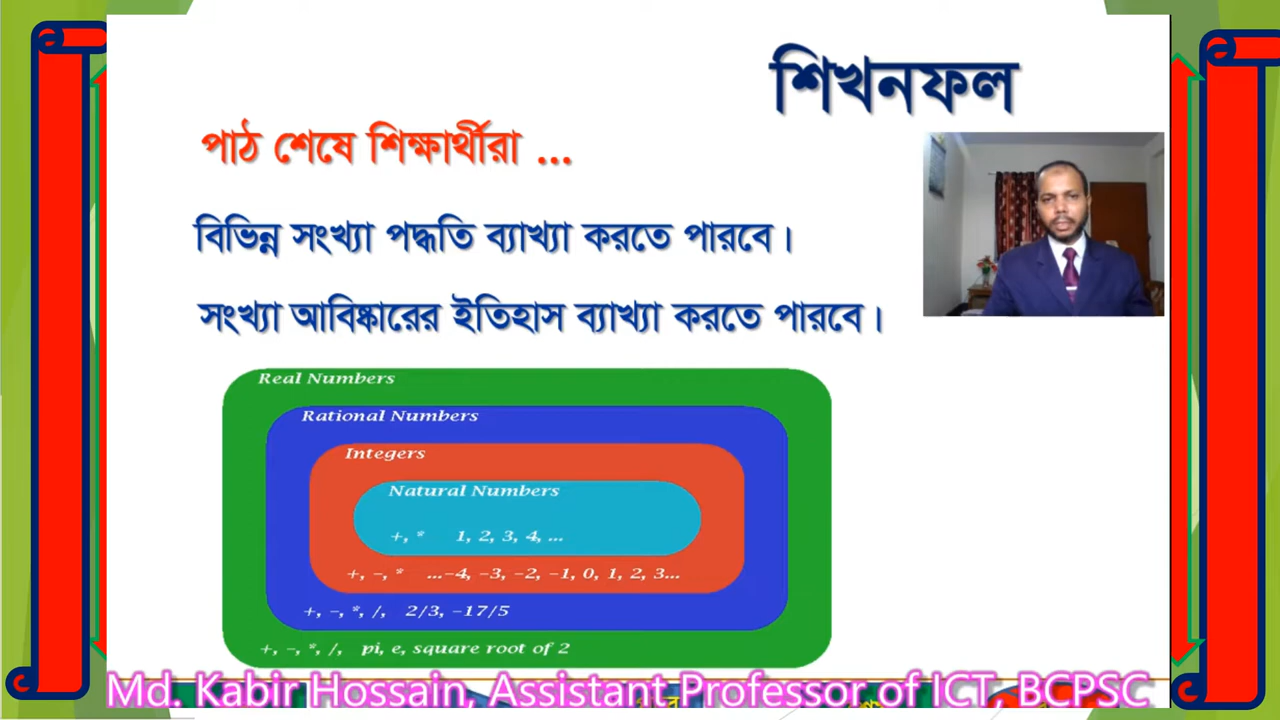 শিখনফল
পাঠ শেষে শিক্ষার্থীরা ...
বিভিন্ন সংখ্যা পদ্ধতি ব্যাখ্যা করতে পারবে।
সংখ্যা আবিষ্কারের ইতিহাস ব্যাখ্যা করতে পারবে।
Real Numbers
Rational Numbers
Integers
Natural Numbers
+, * 1, 2, 3, 4, ...
+, -, * ...-4, -3, -2, -1, 0, 1, 2, 3...
+, -, *, /, 2/3, -17/5
+, -, *, /, pi, e, square root of 2
Md. Kabir Hossain, Assistant Professor of ICT, BCPSC